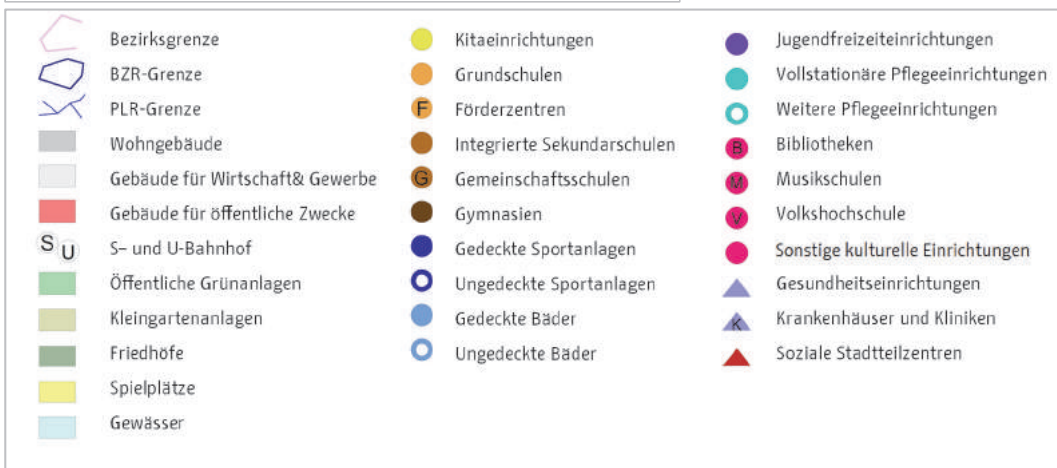 Bezirksgrenze
BZR-Grenze
PLR-Grenze
Wohngebäude
Gebäude für Wirtschaft& Gewerbe
Gebäude für öffentliche Zwecke
S U S– und U-Bahnhof
Öffentliche Grünanlagen
Kleingartenanlagen
Friedhöfe
Spielplätze
Gewässer
Kitaeinrichtungen
Grundschulen
F Förderzentren
Integrierte Sekundarschulen
G Gemeinschaftsschulen
Gymnasien
Gedeckte Sportanlagen
Ungedeckte Sportanlagen
Gedeckte Bäder
Ungedeckte Bäder
Jugendfreizeiteinrichtungen
Vollstationäre Pflegeeinrichtungen
Weitere Pflegeeinrichtungen
B Bibliotheken
M Musikschulen
V Volkshochschule
Sonstige kulturelle Einrichtungen
Gesundheitseinrichtungen
K Krankenhäuser und Kliniken
Soziale Stadtteilzentren